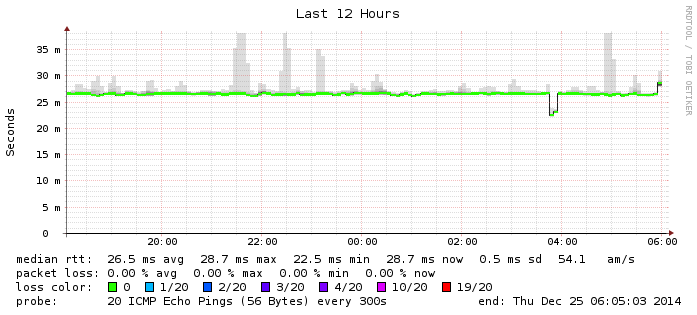 Last 12 Hours
RRDTOOL / TOBI OETIKER
Seconds
35 m
30 m
25 m
20 m
15 m
10 m
5 m
0
20:00 22:00 00:00 02:00 04:00 06:00
median rtt: 26.5 ms avg 28.7 ms max 22.5 ms min 28.7 ms now 0.5 ms sd 54.1 am/s
packet loss: 0.00 % avg 0.00 % max 0.00 % min 0.00 % now
loss color: 0 1/20 2/20 3/20 4/20 10/20 19/20
probe: 20 ICMP Echo Pings (56 Bytes) every 300s end: Thu Dec 25 06:05:03 2014